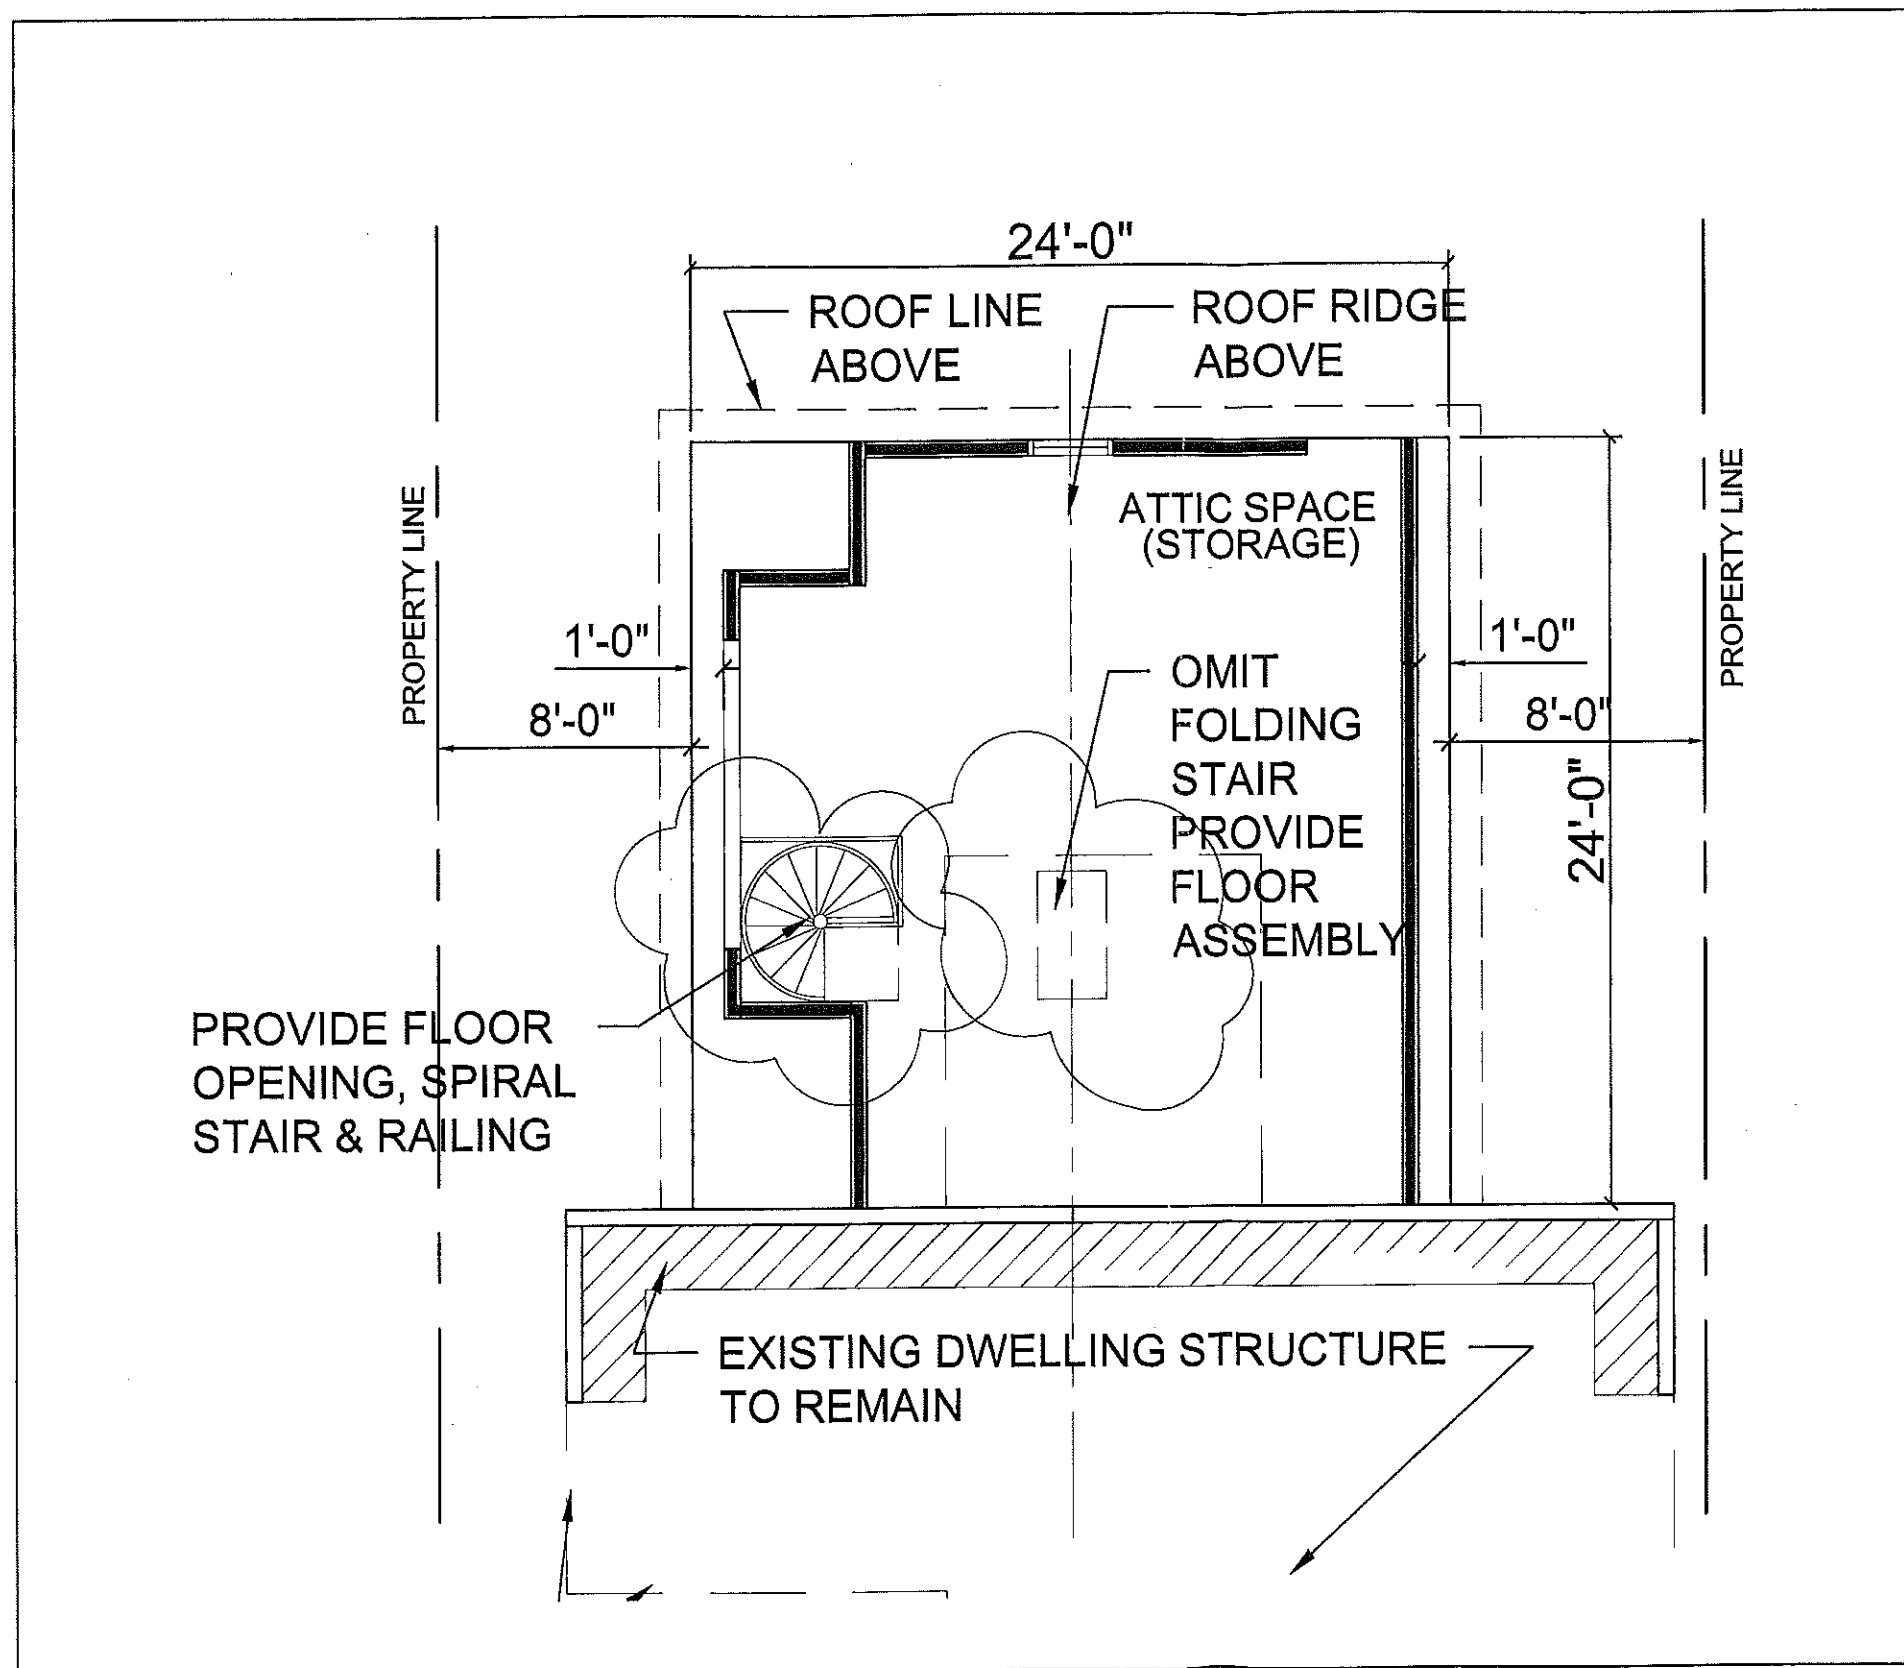 24'-0"
ROOF LINE
ABOVE
ROOF RIDGE
ABOVE
ATTIC SPACE
(STORAGE)
PROPERTY LINE
PROPERTY LINE
1'-0"
8'-0"
1'-0"
8'-0"
24'-0"
OMIT
FOLDING
STAIR
PROVIDE
FLOOR
ASSEMBLY
PROVIDE FLOOR
OPENING, SPIRAL
STAIR & RAILING
EXISTING DWELLING STRUCTURE
TO REMAIN